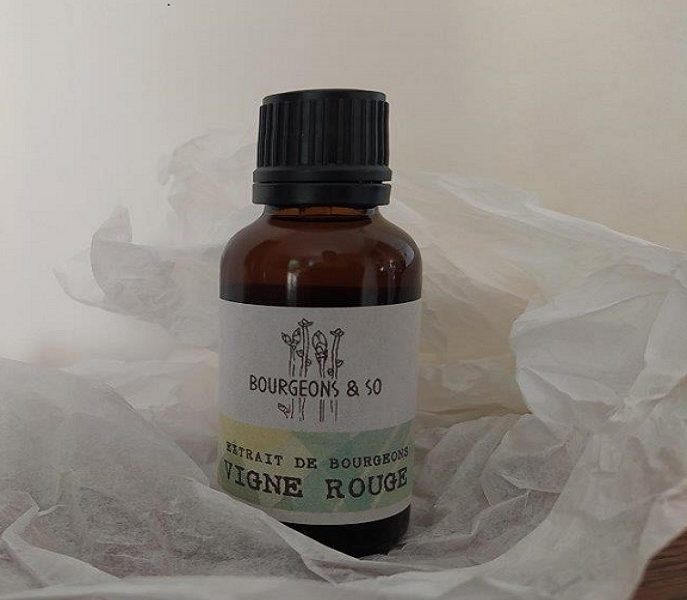 BOURGEONS & SO
EXTRAIT DE BOURGEONS
VIGNE ROUGE